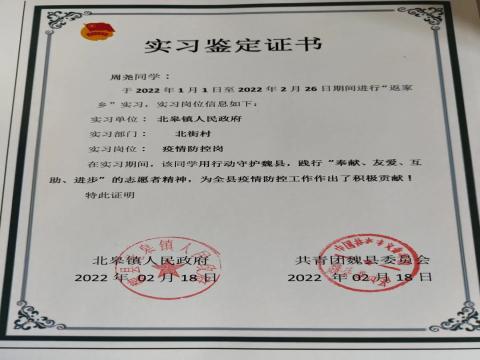 实习鉴定证书
周尧同学：
于 2022 年 1 月 1 日至 2022 年 2 月 26 日期间进行“返家
乡”实习，实习岗位信息如下：
实习单位： 北皋镇人民政府
实习部门： 北街村
实习岗位： 疫情防控岗
在实习期间，该同学用行动守护魏县，践行“奉献、友爱、互
助、进步”的志愿者精神，为全县疫情防控工作作出了积极贡献！
特此证明
北皋镇人民政府 共青团魏县委员会
2022 年 02 月 18 日 2022 年 02 月 18 日